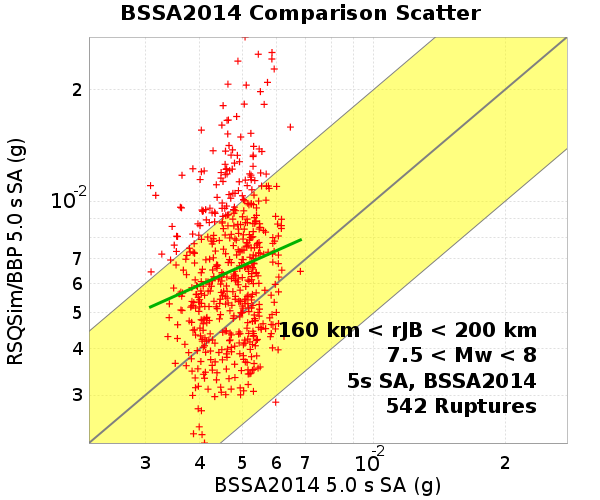 BSSA2014 Comparison Scatter
RSQSim/BBP 5.0 s SA (g)
2
10-2
7
6
5
4
3
160 km < rJB < 200 km
7.5 < Mw < 8
5s SA, BSSA2014
542 Ruptures
3 4 5 6 7 10-2 2
BSSA2014 5.0 s SA (g)